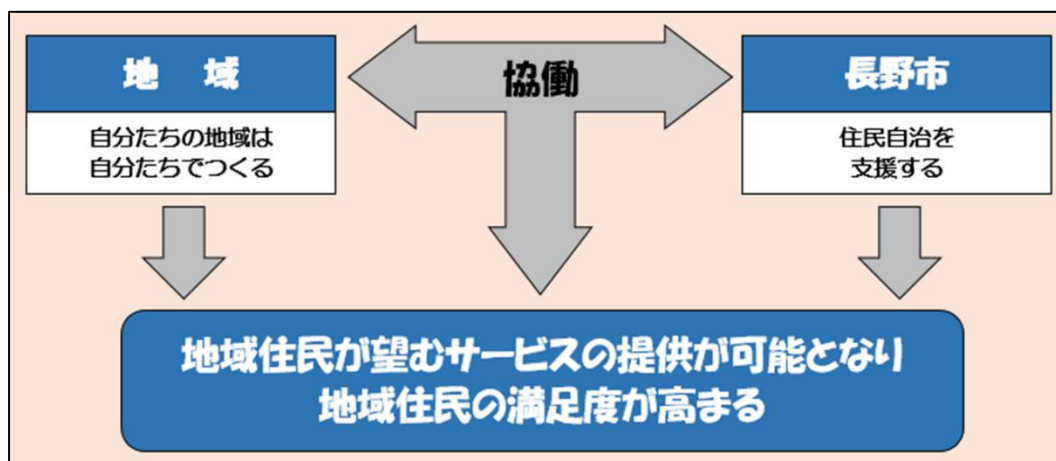 地 域
自分たちの地域は
自分たちでつくる
協働
長野市
住民自治を
支援する
地域住民が望むサービスの提供が可能となり
地域住民の満足度が高まる